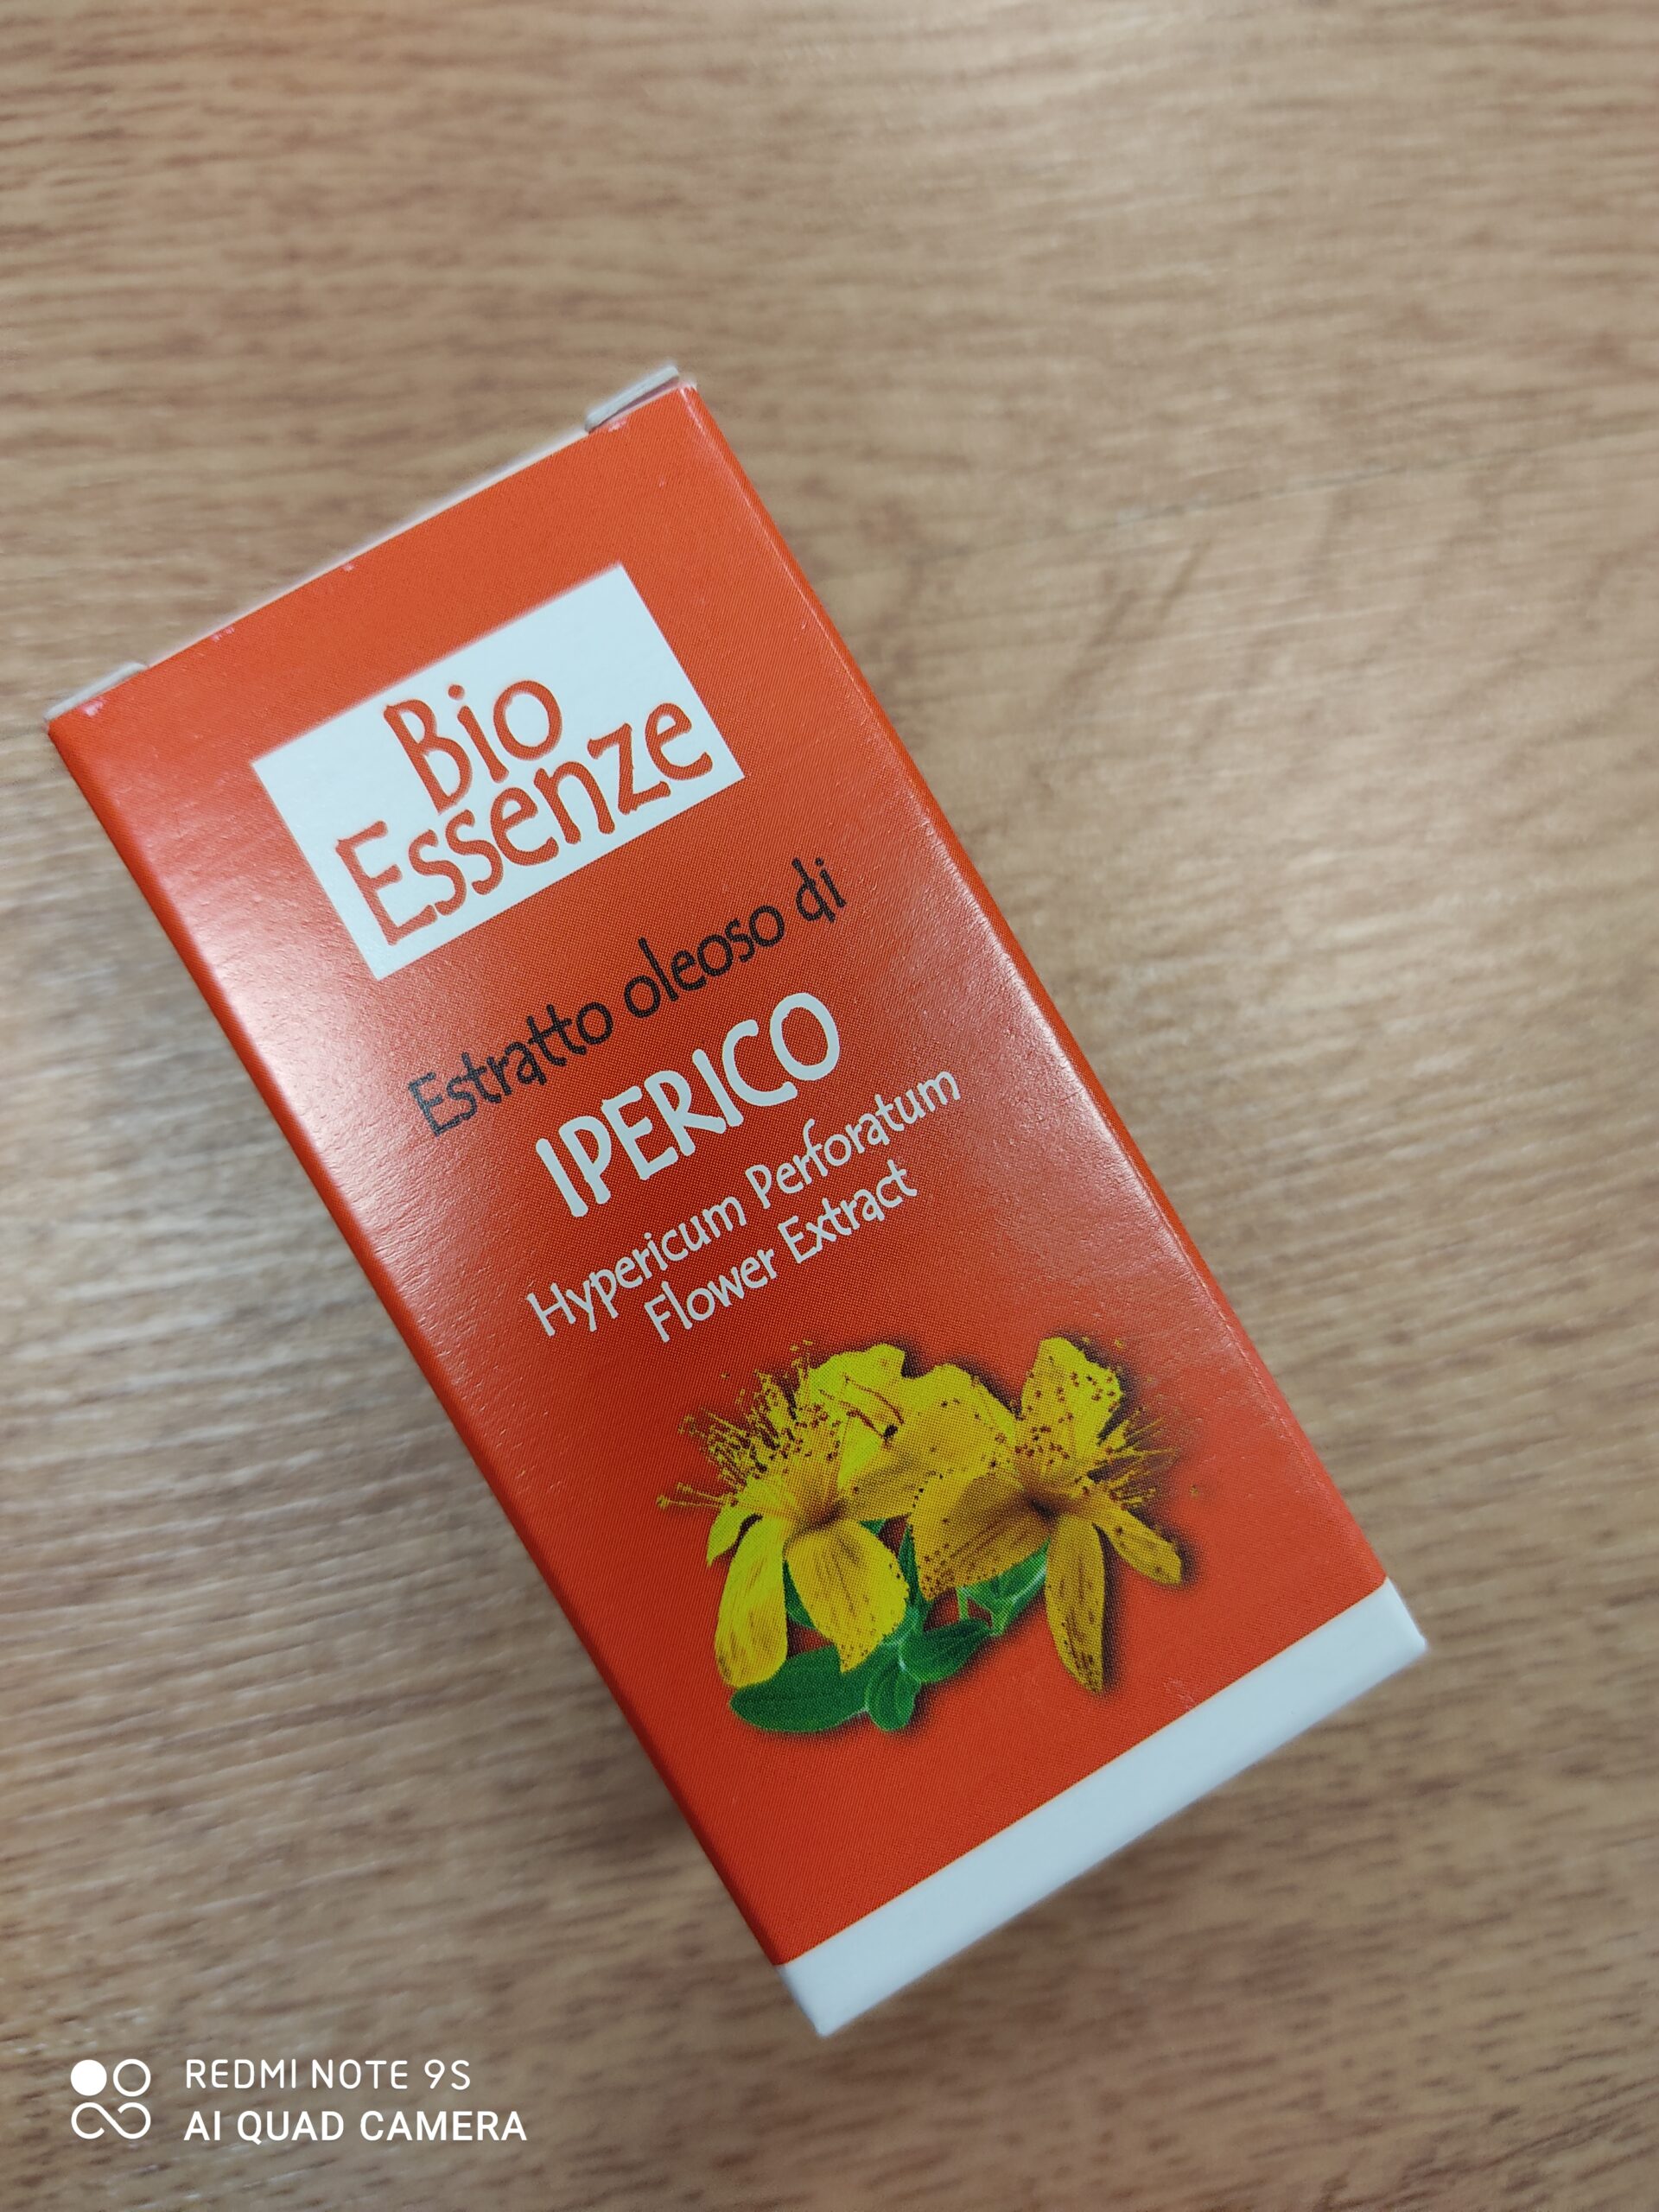 Bio
Essenze
Estratto oleoso di
IPERICO
Hypericum Perforatum
Flower Extract
REDMI NOTE 9S
AI QUAD CAMERA